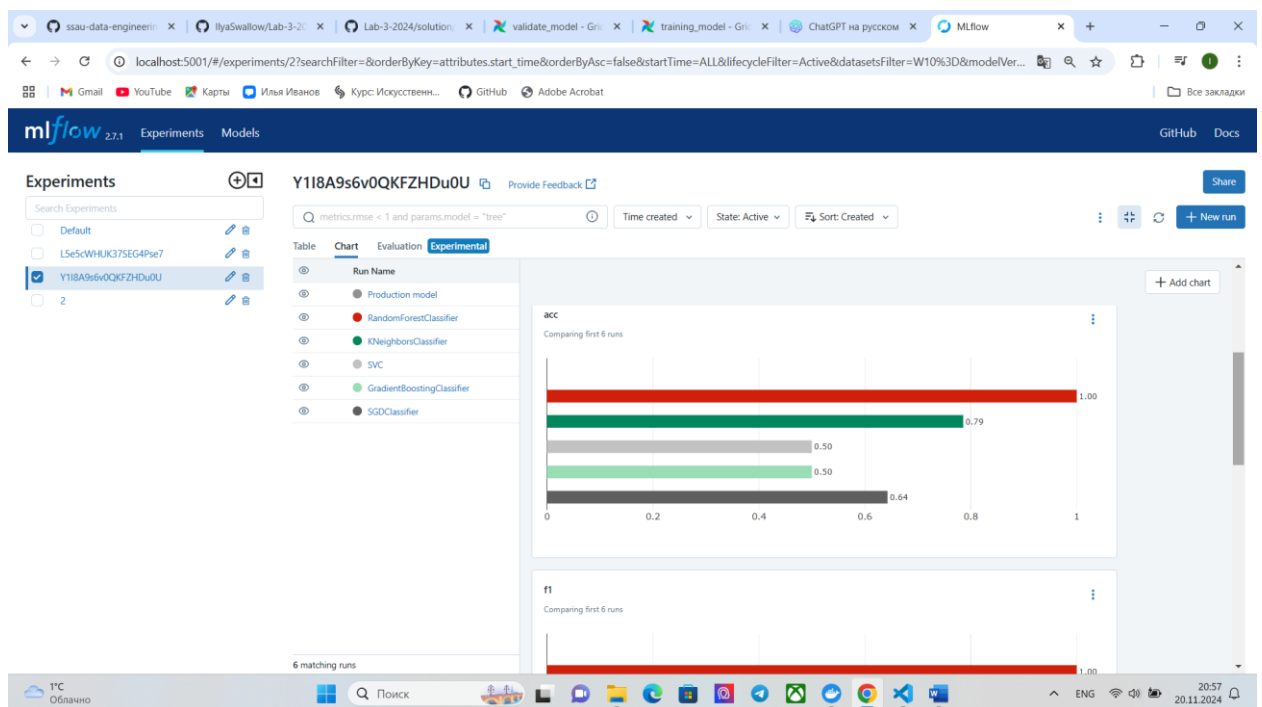 ssau-data-engineerin
IlyaSwallow/Lab-3-20
Lab-3-2024/solution
validate_model - Gri
training_model - Gri
ChatGPT на русском
MLflow
localhost:5001/#/experiments/2?searchFilter=&orderByKey=attributes.start_time&orderByAsc=false&startTime=ALL&lifecycleFilter=Active&datasetsFilter=W10%3D&modelVer...
Gmail
YouTube
Карты
Илья Иванов
Курс: Искусственн...
GitHub
Adobe Acrobat
Все закладки
mlflow 2.7.1 Experiments Models GitHub Docs
Experiments
Search Experiments
Default
L5e5cWHUK37SEG4Pse7
Y1I8A9s6v0QKFZHDu0U
2
Y1I8A9s6v0QKFZHDu0U Provide Feedback Share
metrics.rmse < 1 and params.model = "tree" Time created State: Active Sort: Created + New run
Table Chart Evaluation Experimental
Run Name
Production model
RandomForestClassifier
KNeighborsClassifier
SVC
GradientBoostingClassifier
SGDClassifier
6 matching runs
+ Add chart
acc
Comparing first 6 runs
1.00
0.79
0.50
0.50
0.64
0 0.2 0.4 0.6 0.8 1
f1
Comparing first 6 runs
1.00
1°C
Облачно
Поиск
ENG
20:57
20.11.2024